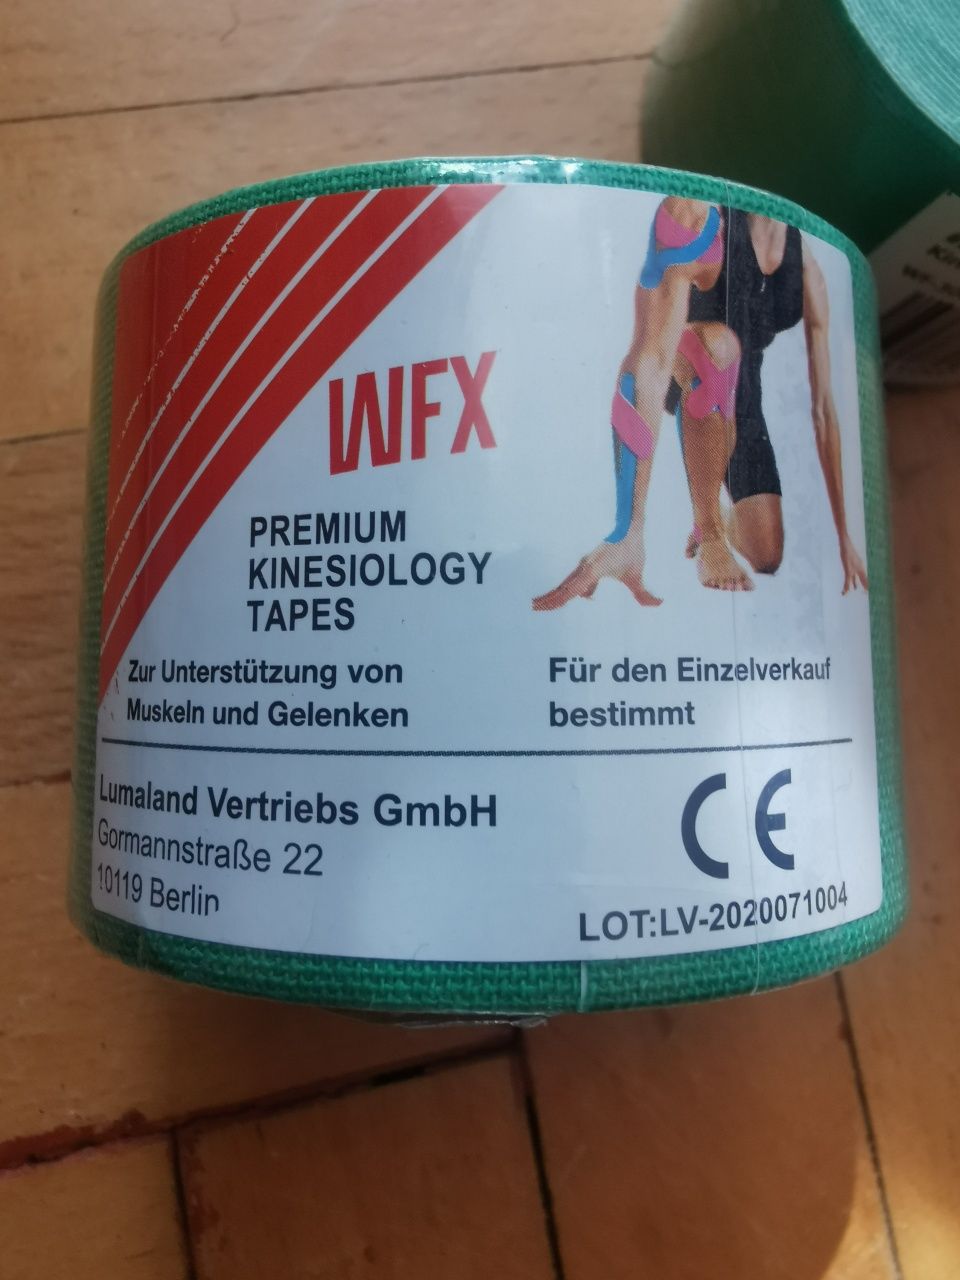 WFX
PREMIUM
KINESIOLOGY
TAPES
Zur Unterstützung von
Muskeln und Gelenken
Für den Einzelverkauf
bestimmt
Lumaland Vertriebs GmbH
Gormannstraße 22
10119 Berlin
CE
LOT:LV-2020071004